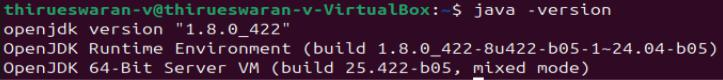 thirueswaran-v@thirueswaran-v-VirtualBox:~$ java -version
openjdk version "1.8.0_422"
OpenJDK Runtime Environment (build 1.8.0_422-8u422-b05-1~24.04-b05)
OpenJDK 64-Bit Server VM (build 25.422-b05, mixed mode)